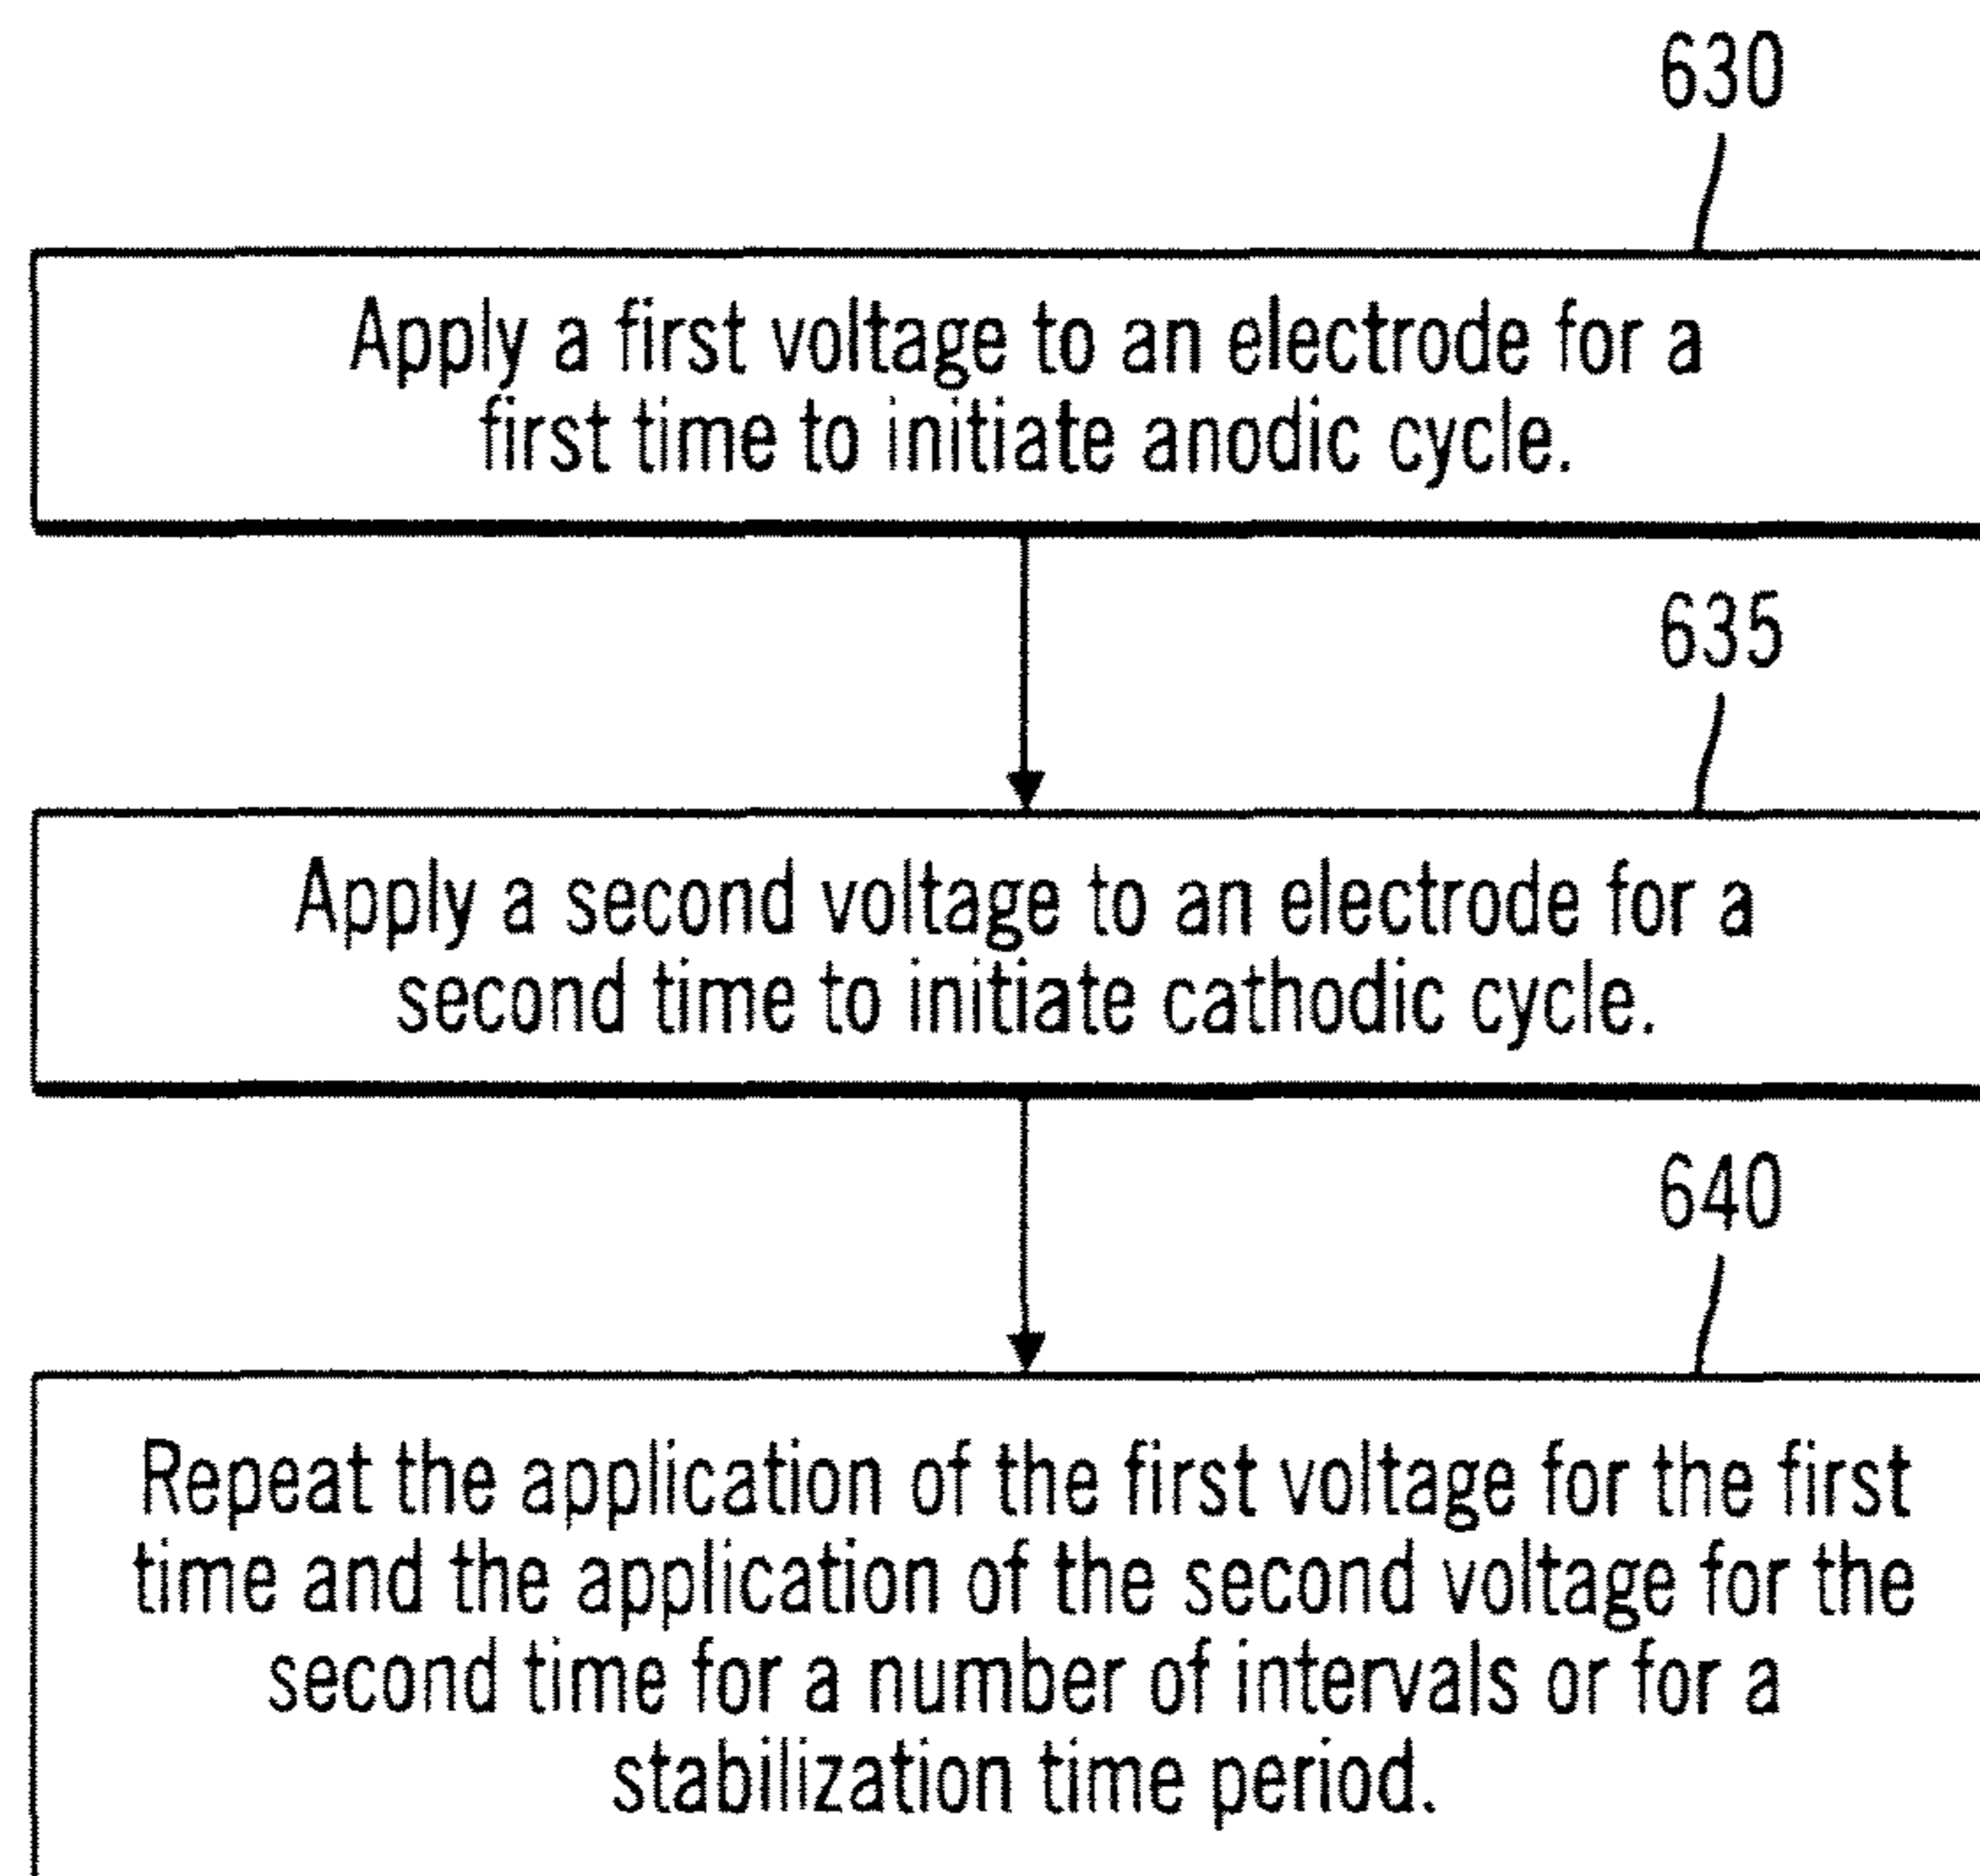 630
Apply a first voltage to an electrode for a
first time to initiate anodic cycle.
635
Apply a second voltage to an electrode for a
second time to initiate cathodic cycle.
640
Repeat the application of the first voltage for the first
time and the application of the second voltage for the
second time for a number of intervals or for a
stabilization time period.